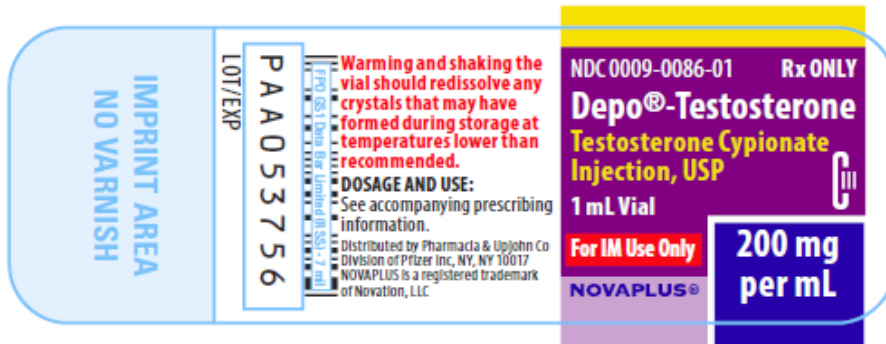 IMPRINT AREA
NO VARNISH
LOT/EXP
PAA053756
FPO GS1 Data Bar Limited (RSS) - 7 mil
Warming and shaking the
vial should redissolve any
crystals that may have
formed during storage at
temperatures lower than
recommended.
DOSAGE AND USE:
See accompanying prescribing
information.
Distributed by Pharmacia & Upjohn Co
Division of Pfizer Inc, NY, NY 10017
NOVAPLUS is a registered trademark
of Novation, LLC
NDC 0009-0086-01 Rx ONLY
Depo®-Testosterone
Testosterone Cypionate
Injection, USP
CIII
1 mL Vial
For IM Use Only
200 mg
per mL
NOVAPLUS®